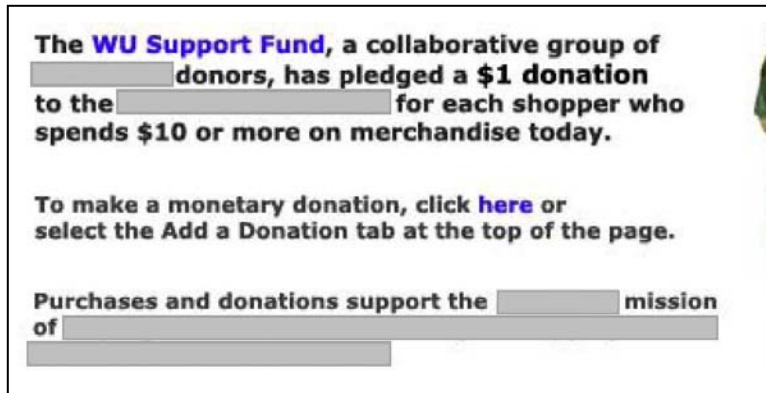 The WU Support Fund, a collaborative group of
donors, has pledged a $1 donation
to the for each shopper who
spends $10 or more on merchandise today.
To make a monetary donation, click here or
select the Add a Donation tab at the top of the page.
Purchases and donations support the mission
of